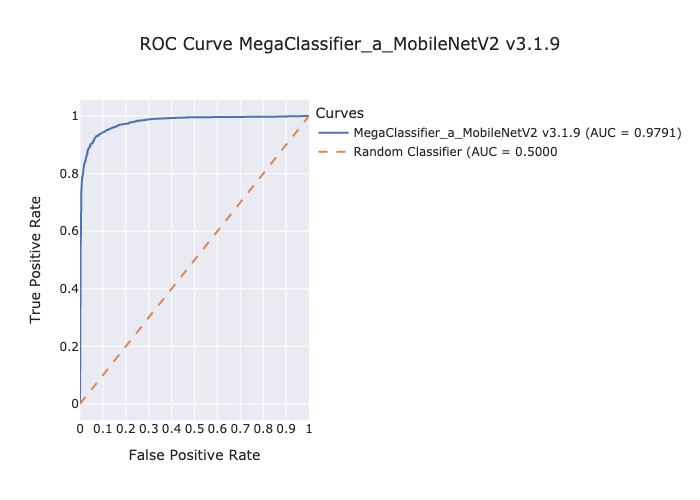 ROC Curve MegaClassifier_a_MobileNetV2 v3.1.9
Curves
MegaClassifier_a_MobileNetV2 v3.1.9 (AUC = 0.9791)
Random Classifier (AUC = 0.5000
True Positive Rate
1
0.8
0.6
0.4
0.2
0
0 0.1 0.2 0.3 0.4 0.5 0.6 0.7 0.8 0.9 1
False Positive Rate